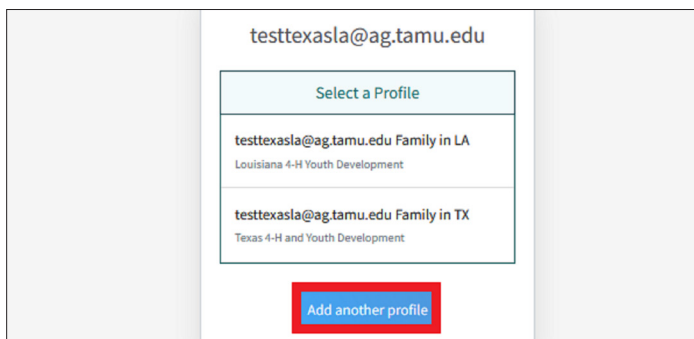 testtexasla@ag.tamu.edu
Select a Profile
testtexasla@ag.tamu.edu Family in LA
Louisiana 4-H Youth Development
testtexasla@ag.tamu.edu Family in TX
Texas 4-H and Youth Development
Add another profile